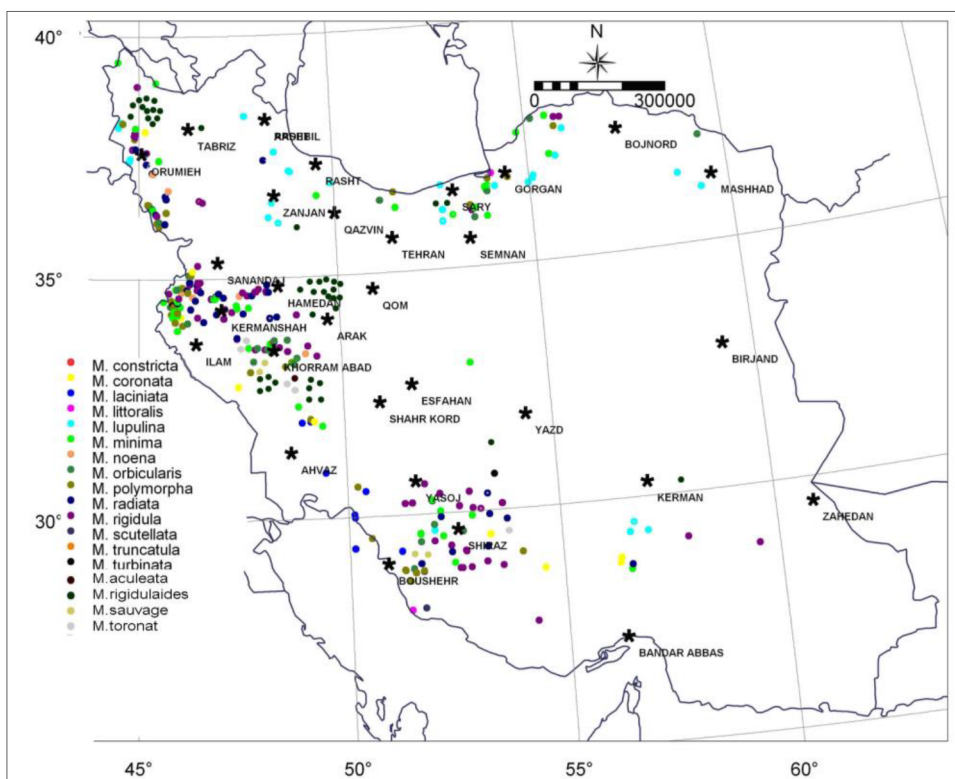 40°
N
0 300000
BOJNORD
TABRIZ
ORUMIEH
RASHT
GORGAN
MASHHAD
ZANJAN
SARY
QAZVIN
TEHRAN
SEMNAN
35°
SANANDAJ
HAMEDAN
QOM
KERMANSHAH
ARAK
ILAM
KHORRAM ABAD
BIRJAND
ESFAHAN
SHAHR KORD
YAZD
AHVAZ
YASOJ
KERMAN
ZAHEDAN
30°
SHIRAZ
BOUSHEHR
BANDAR ABBAS
M. constricta
M. coronata
M. laciniata
M. littoralis
M. lupulina
M. minima
M. noena
M. orbicularis
M. polymorpha
M. radiata
M. rigidula
M. scutellata
M. truncatula
M. turbinata
M.aculeata
M.rigidulaides
M.sauvage
M.toronat
45° 50° 55° 60°